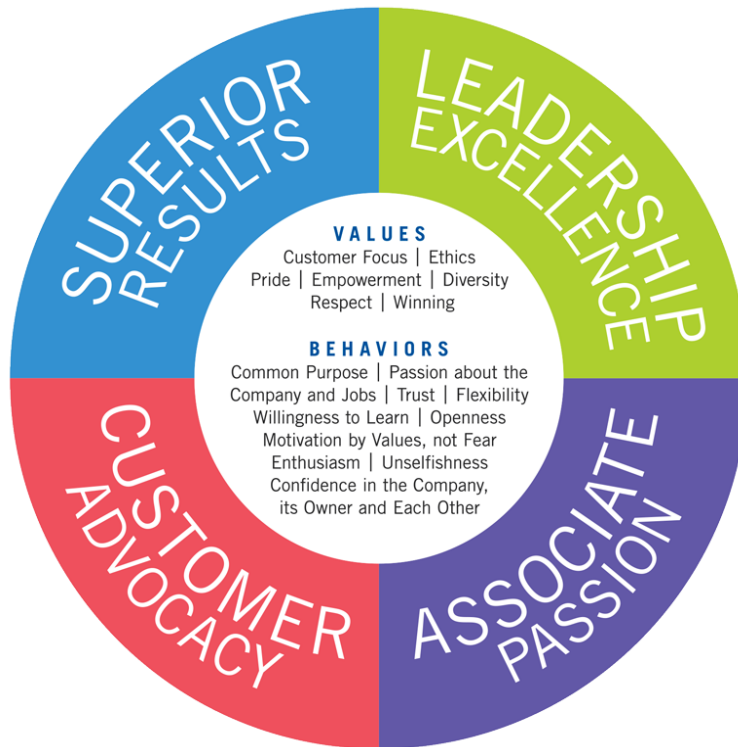 SUPERIOR
RESULTS
LEADERSHIP
EXCELLENCE
VALUES
Customer Focus | Ethics
Pride | Empowerment | Diversity
Respect | Winning
BEHAVIORS
Common Purpose | Passion about the
Company and Jobs | Trust | Flexibility
Willingness to Learn | Openness
Motivation by Values, not Fear
Enthusiasm | Unselfishness
Confidence in the Company,
its Owner and Each Other
CUSTOMER
ADVOCACY
ASSOCIATE
PASSION